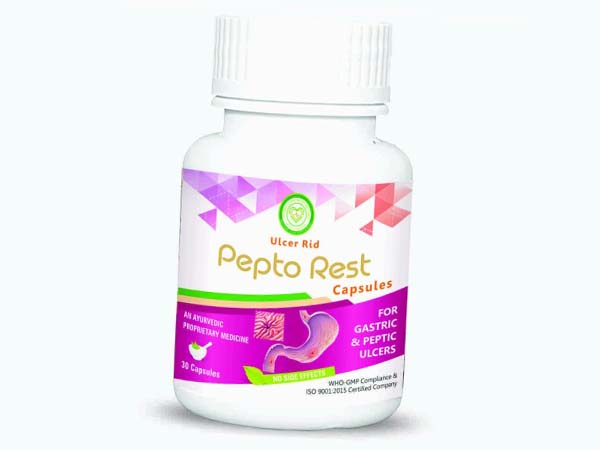 Ulcer Rid
Pepto Rest
Capsules
AN AYURVEDIC
PROPRIETARY MEDICINE
30 Capsules
NO SIDE EFFECTS
FOR
GASTRIC
& PEPTIC
ULCERS
WHO-GMP Compliance &
ISO 9001:2015 Certified Company